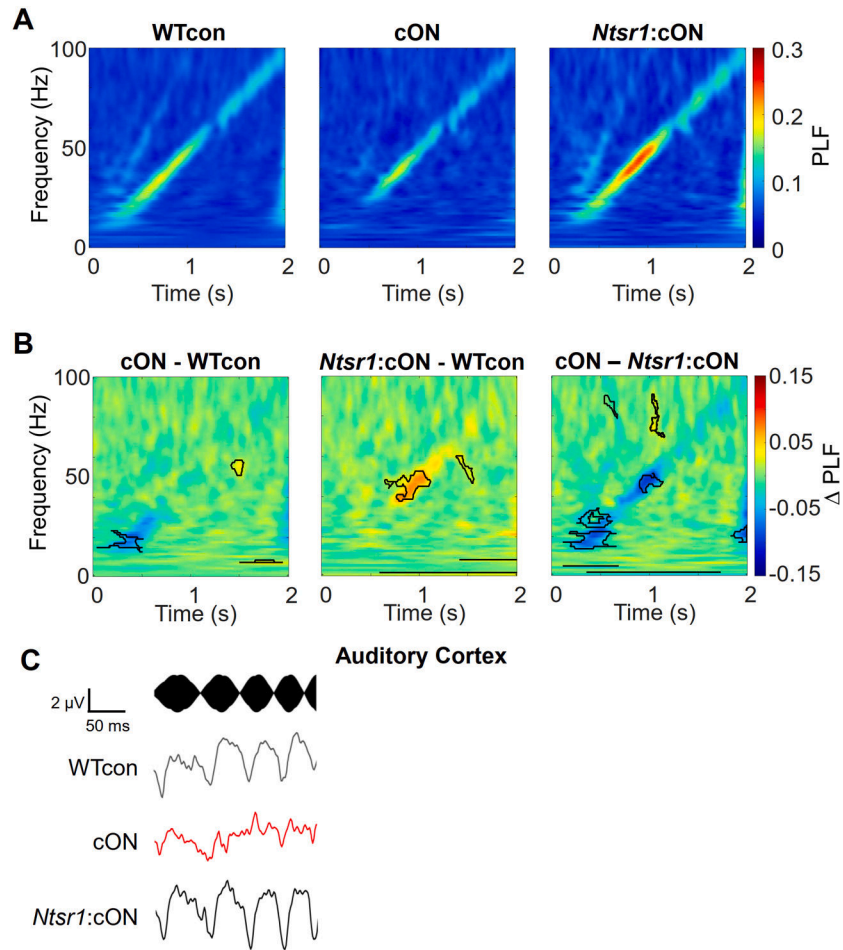 A
WTcon cON Ntsr1:cON
Frequency (Hz)
100
50
0
0 1 2
Time (s)
0 1 2
Time (s)
0 1 2
Time (s)
0.3
0.2
0.1
0
PLF
B
cON - WTcon Ntsr1:cON - WTcon cON – Ntsr1:cON
Frequency (Hz)
100
50
0
0 1 2
Time (s)
0 1 2
Time (s)
0 1 2
Time (s)
0.15
0.05
-0.05
-0.15
Δ PLF
C
Auditory Cortex
2 µV
50 ms
WTcon
cON
Ntsr1:cON